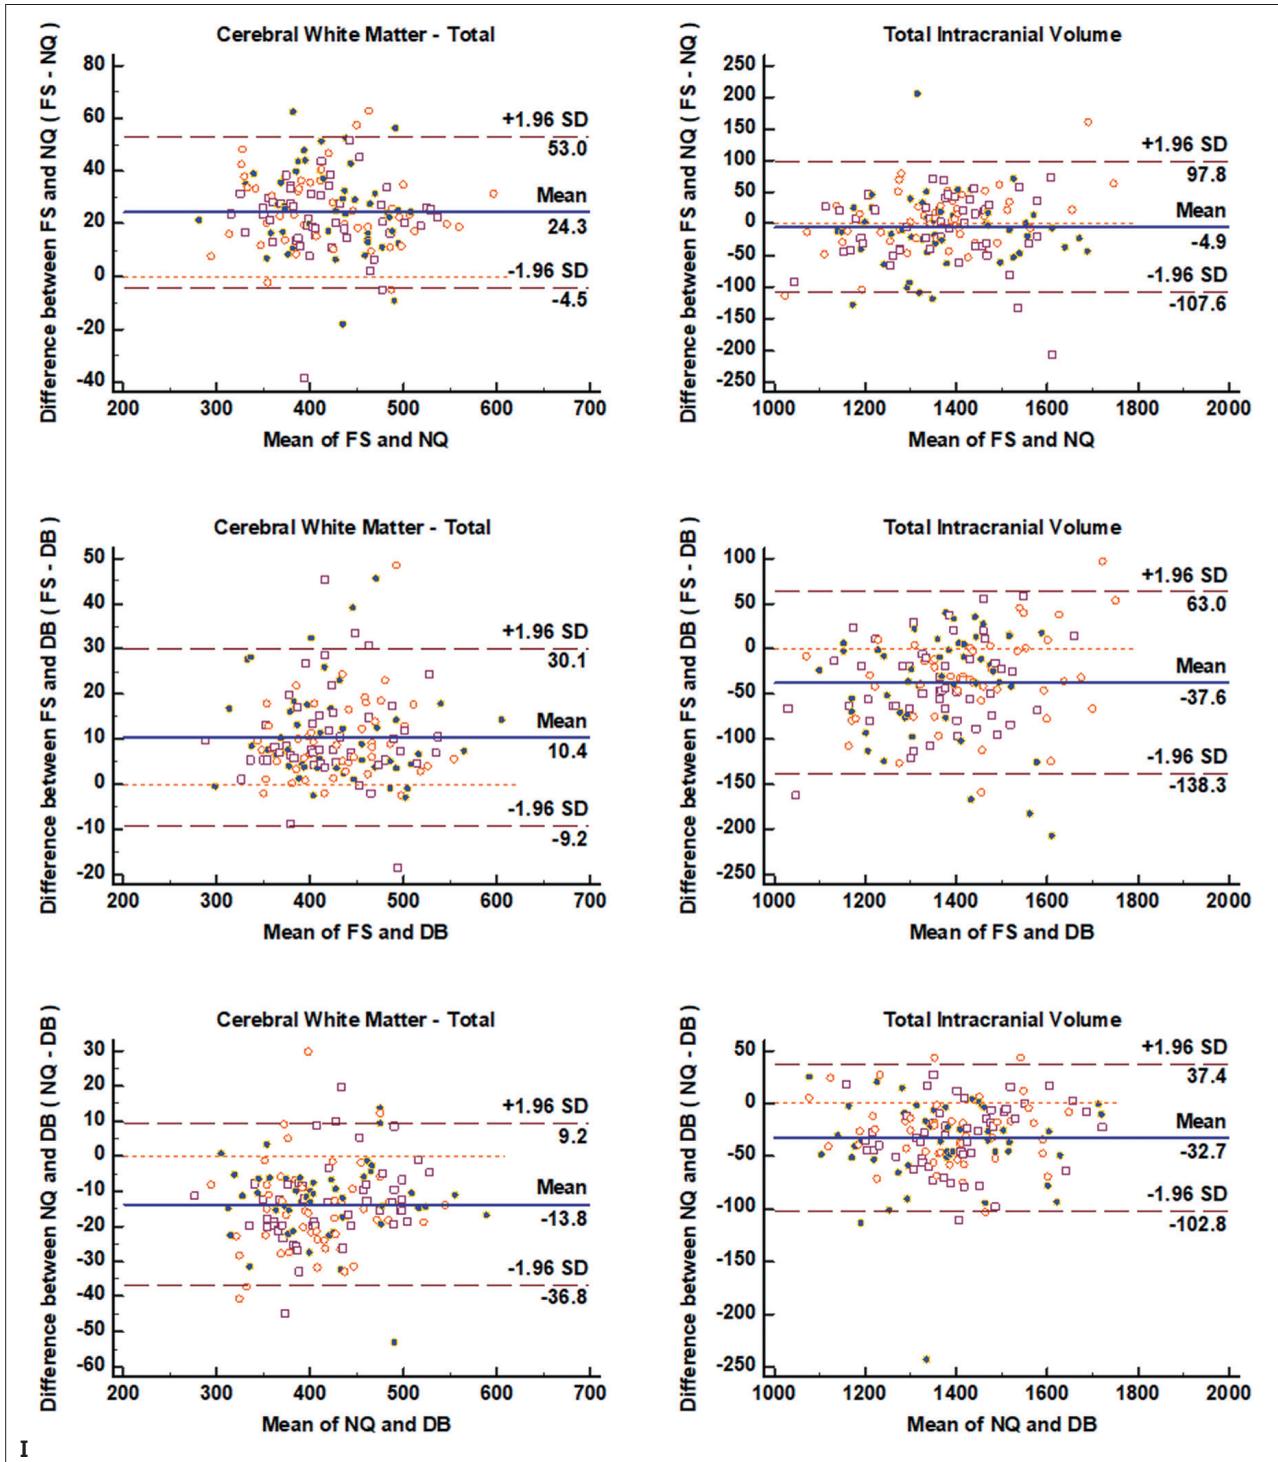 Cerebral White Matter - Total
Difference between FS and NQ ( FS - NQ )
80
60
40
20
0
-20
-40
+1.96 SD
53.0
Mean
24.3
-1.96 SD
-4.5
200 300 400 500 600 700
Mean of FS and NQ
Total Intracranial Volume
Difference between FS and NQ ( FS - NQ )
250
200
150
100
50
0
-50
-100
-150
-200
-250
+1.96 SD
97.8
Mean
-4.9
-1.96 SD
-107.6
1000 1200 1400 1600 1800 2000
Mean of FS and NQ
Cerebral White Matter - Total
Difference between FS and DB ( FS - DB )
50
40
30
20
10
0
-10
-20
+1.96 SD
30.1
Mean
10.4
-1.96 SD
-9.2
200 300 400 500 600 700
Mean of FS and DB
Total Intracranial Volume
Difference between FS and DB ( FS - DB )
100
50
0
-50
-100
-150
-200
-250
+1.96 SD
63.0
Mean
-37.6
-1.96 SD
-138.3
1000 1200 1400 1600 1800 2000
Mean of FS and DB
Cerebral White Matter - Total
Difference between NQ and DB ( NQ - DB )
30
20
10
0
-10
-20
-30
-40
-50
-60
+1.96 SD
9.2
Mean
-13.8
-1.96 SD
-36.8
200 300 400 500 600 700
Mean of NQ and DB
Total Intracranial Volume
Difference between NQ and DB ( NQ - DB )
50
0
-50
-100
-150
-200
-250
+1.96 SD
37.4
Mean
-32.7
-1.96 SD
-102.8
1000 1200 1400 1600 1800 2000
Mean of NQ and DB
I